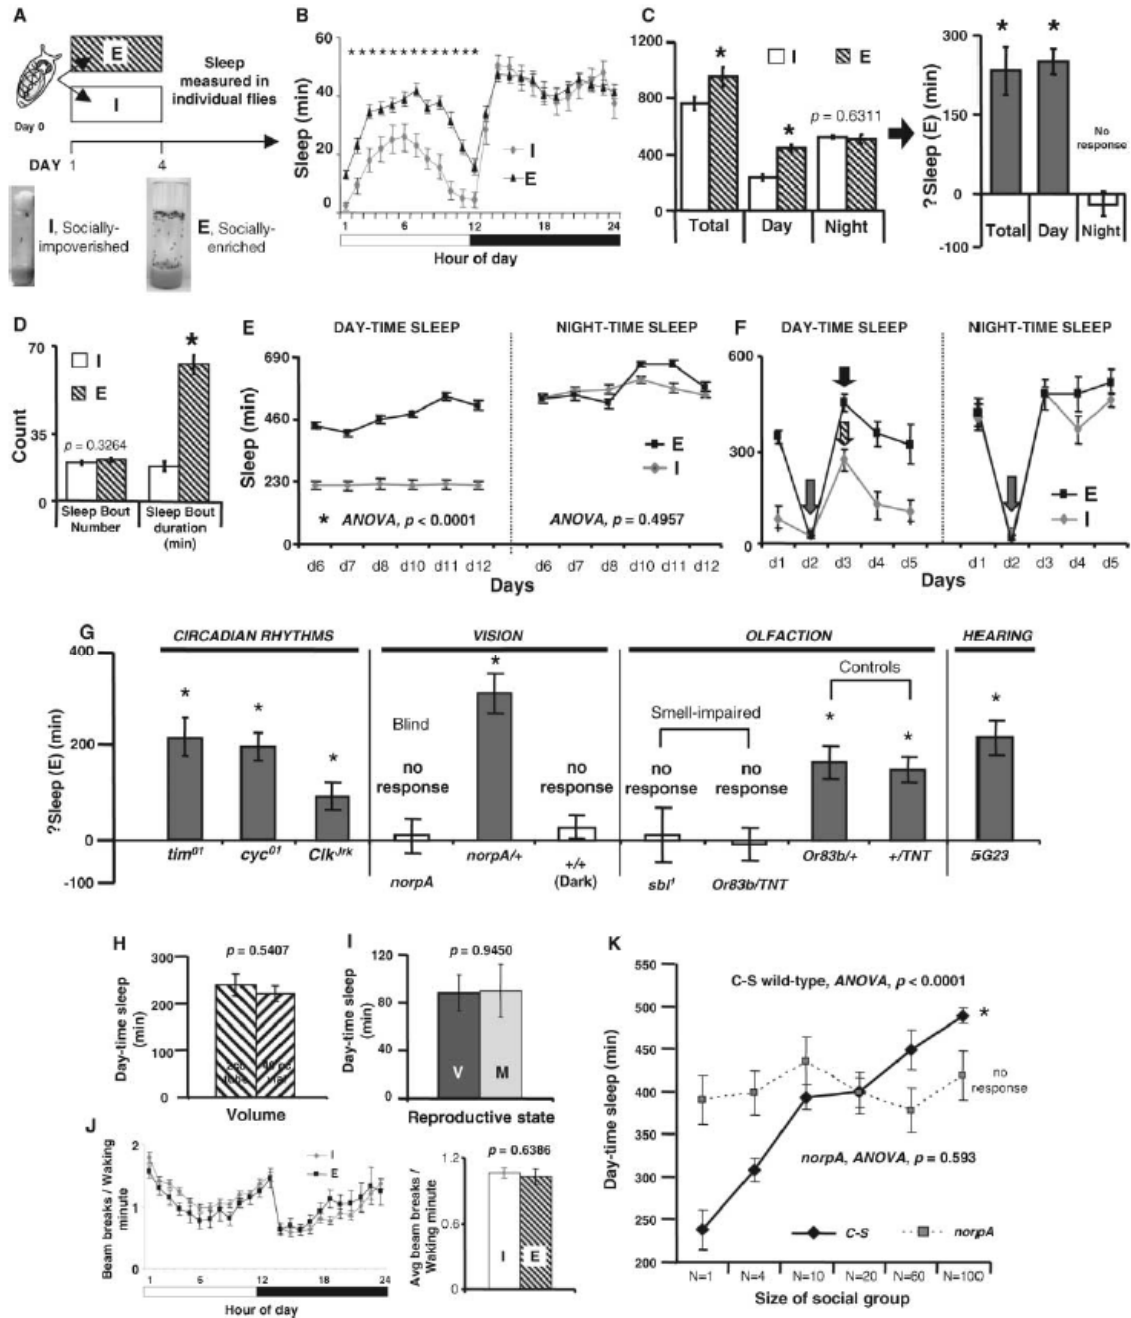 A
E
I
Sleep
measured in
individual flies
Day 0
DAY 1 4
I, Socially-
impoverished
E, Socially-
enriched
B
Sleep (min)
60
40
20
0
* * * * * * * * * * * *
I
E
1 6 12 18 24
Hour of day
C
I E
1200
800
400
0
*
*
p = 0.6311
Total Day Night
?Sleep (E) (min)
300
150
0
-100
* *
No
response
Total Day Night
D
Count
70
35
0
I
E
*
p = 0.3264
Sleep Bout
Number
Sleep Bout
duration
(min)
E
DAY-TIME SLEEP NIGHT-TIME SLEEP
Sleep (min)
690
460
230
0
E
I
* ANOVA, p < 0.0001
ANOVA, p = 0.4957
d6 d7 d8 d10 d11 d12 d6 d7 d8 d10 d11 d12
Days
F
DAY-TIME SLEEP NIGHT-TIME SLEEP
600
300
0
E
I
d1 d2 d3 d4 d5 d1 d2 d3 d4 d5
Days
G
CIRCADIAN RHYTHMS VISION OLFACTION HEARING
?Sleep (E) (min)
400
200
0
-100
* * *
Blind
no
response
*
no
response
Smell-impaired
no
response
no
response
Controls
* *
*
tim01 cyc01 ClkJrk
norpA norpA/+ +/+
(Dark)
sbl1 Or83b/TNT Or83b/+ +/TNT
5G23
H
p = 0.5407
Day-time sleep
(min)
300
200
100
0
Volume
I
p = 0.9450
Day-time sleep
(min)
120
80
40
0
V M
Reproductive state
J
Beam breaks / Waking
minute
2
1
0
I
E
1 6 12 18 24
Hour of day
p = 0.6386
Avg beam breaks /
Waking minute
1.2
0.6
0
I E
K
Day-time sleep (min)
550
500
450
400
350
300
250
200
C-S wild-type, ANOVA, p < 0.0001
*
no
response
norpA, ANOVA, p = 0.593
C-S norpA
N=1 N=4 N=10 N=20 N=60 N=100
Size of social group